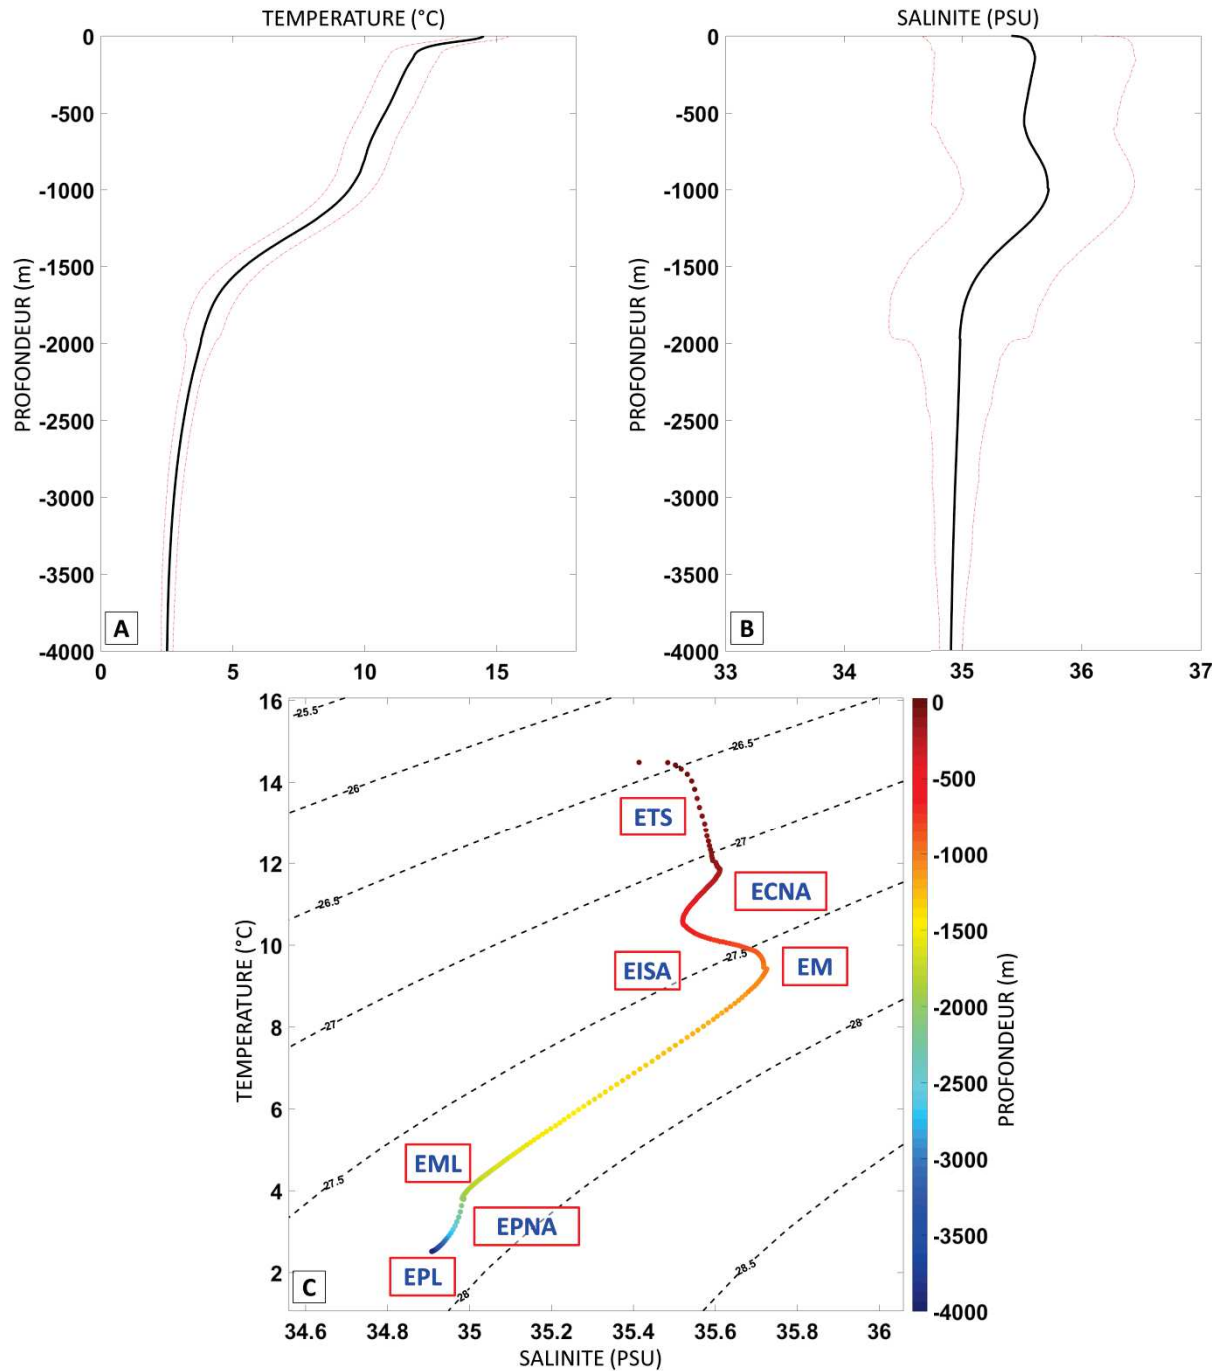 TEMPERATURE (°C)
SALINITE (PSU)
0
-500
-1000
-1500
-2000
-2500
-3000
-3500
-4000
PROFONDEUR (m)
A
0 5 10 15
0
-500
-1000
-1500
-2000
-2500
-3000
-3500
-4000
PROFONDEUR (m)
B
33 34 35 36 37
16
14
12
10
8
6
4
2
TEMPERATURE (°C)
25.5
26
26.5
26.5
27
27
27.5
27.5
28
28
28.5
ETS
ECNA
EISA
EM
EML
EPNA
EPL
C
34.6 34.8 35 35.2 35.4 35.6 35.8 36
SALINITE (PSU)
0
-500
-1000
-1500
-2000
-2500
-3000
-3500
-4000
PROFONDEUR (m)